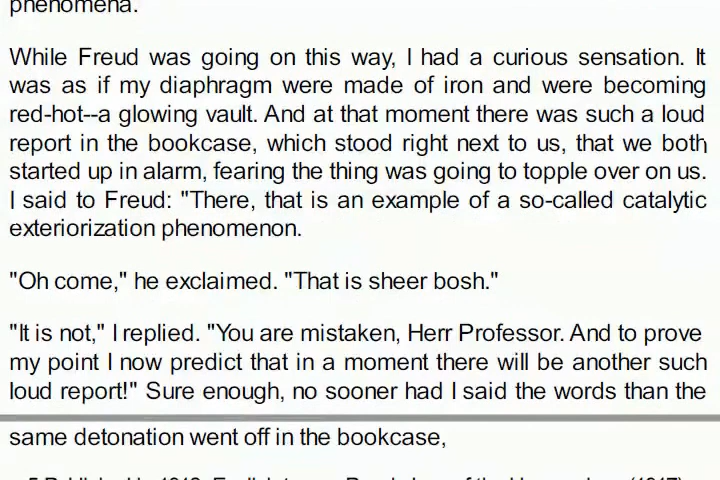 phenomena.
While Freud was going on this way, I had a curious sensation. It
was as if my diaphragm were made of iron and were becoming
red-hot--a glowing vault. And at that moment there was such a loud
report in the bookcase, which stood right next to us, that we both
started up in alarm, fearing the thing was going to topple over on us.
I said to Freud: "There, that is an example of a so-called catalytic
exteriorization phenomenon.
"Oh come," he exclaimed. "That is sheer bosh."
"It is not," I replied. "You are mistaken, Herr Professor. And to prove
my point I now predict that in a moment there will be another such
loud report!" Sure enough, no sooner had I said the words than the
same detonation went off in the bookcase,